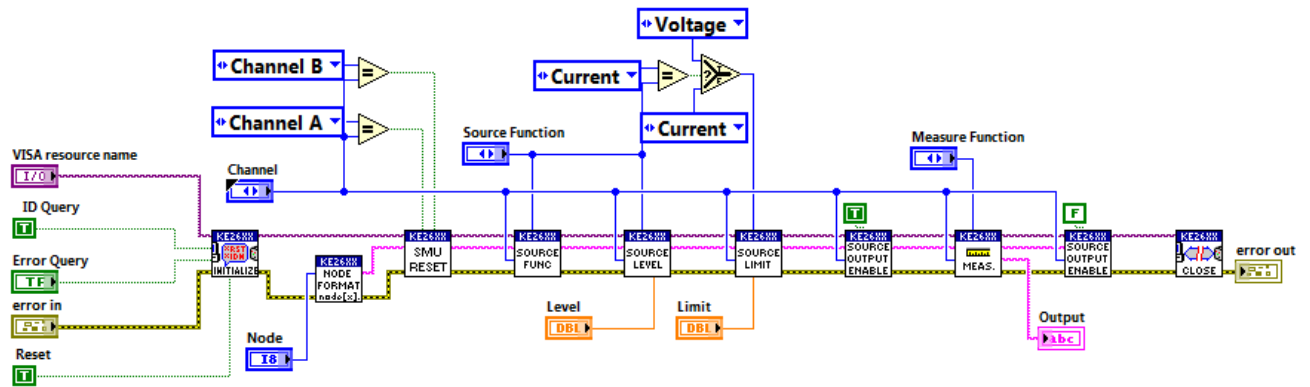 Voltage
Channel B
=
Current
=
?
T
F
Channel A
=
Current
Source Function
Measure Function
VISA resource name
I/O
Channel
ID Query
T
T
F
KE26XX
INITIALIZE
KE26XX
SMU
RESET
KE26XX
SOURCE
FUNC
KE26XX
SOURCE
LEVEL
KE26XX
SOURCE
LIMIT
KE26XX
SOURCE
OUTPUT
ENABLE
KE26XX
MEAS.
KE26XX
SOURCE
OUTPUT
ENABLE
KE26XX
CLOSE
error out
Error Query
TF
KE26XX
NODE
FORMAT
node[x].
error in
Level
DBL
Limit
DBL
Output
abc
Node
I8
Reset
T